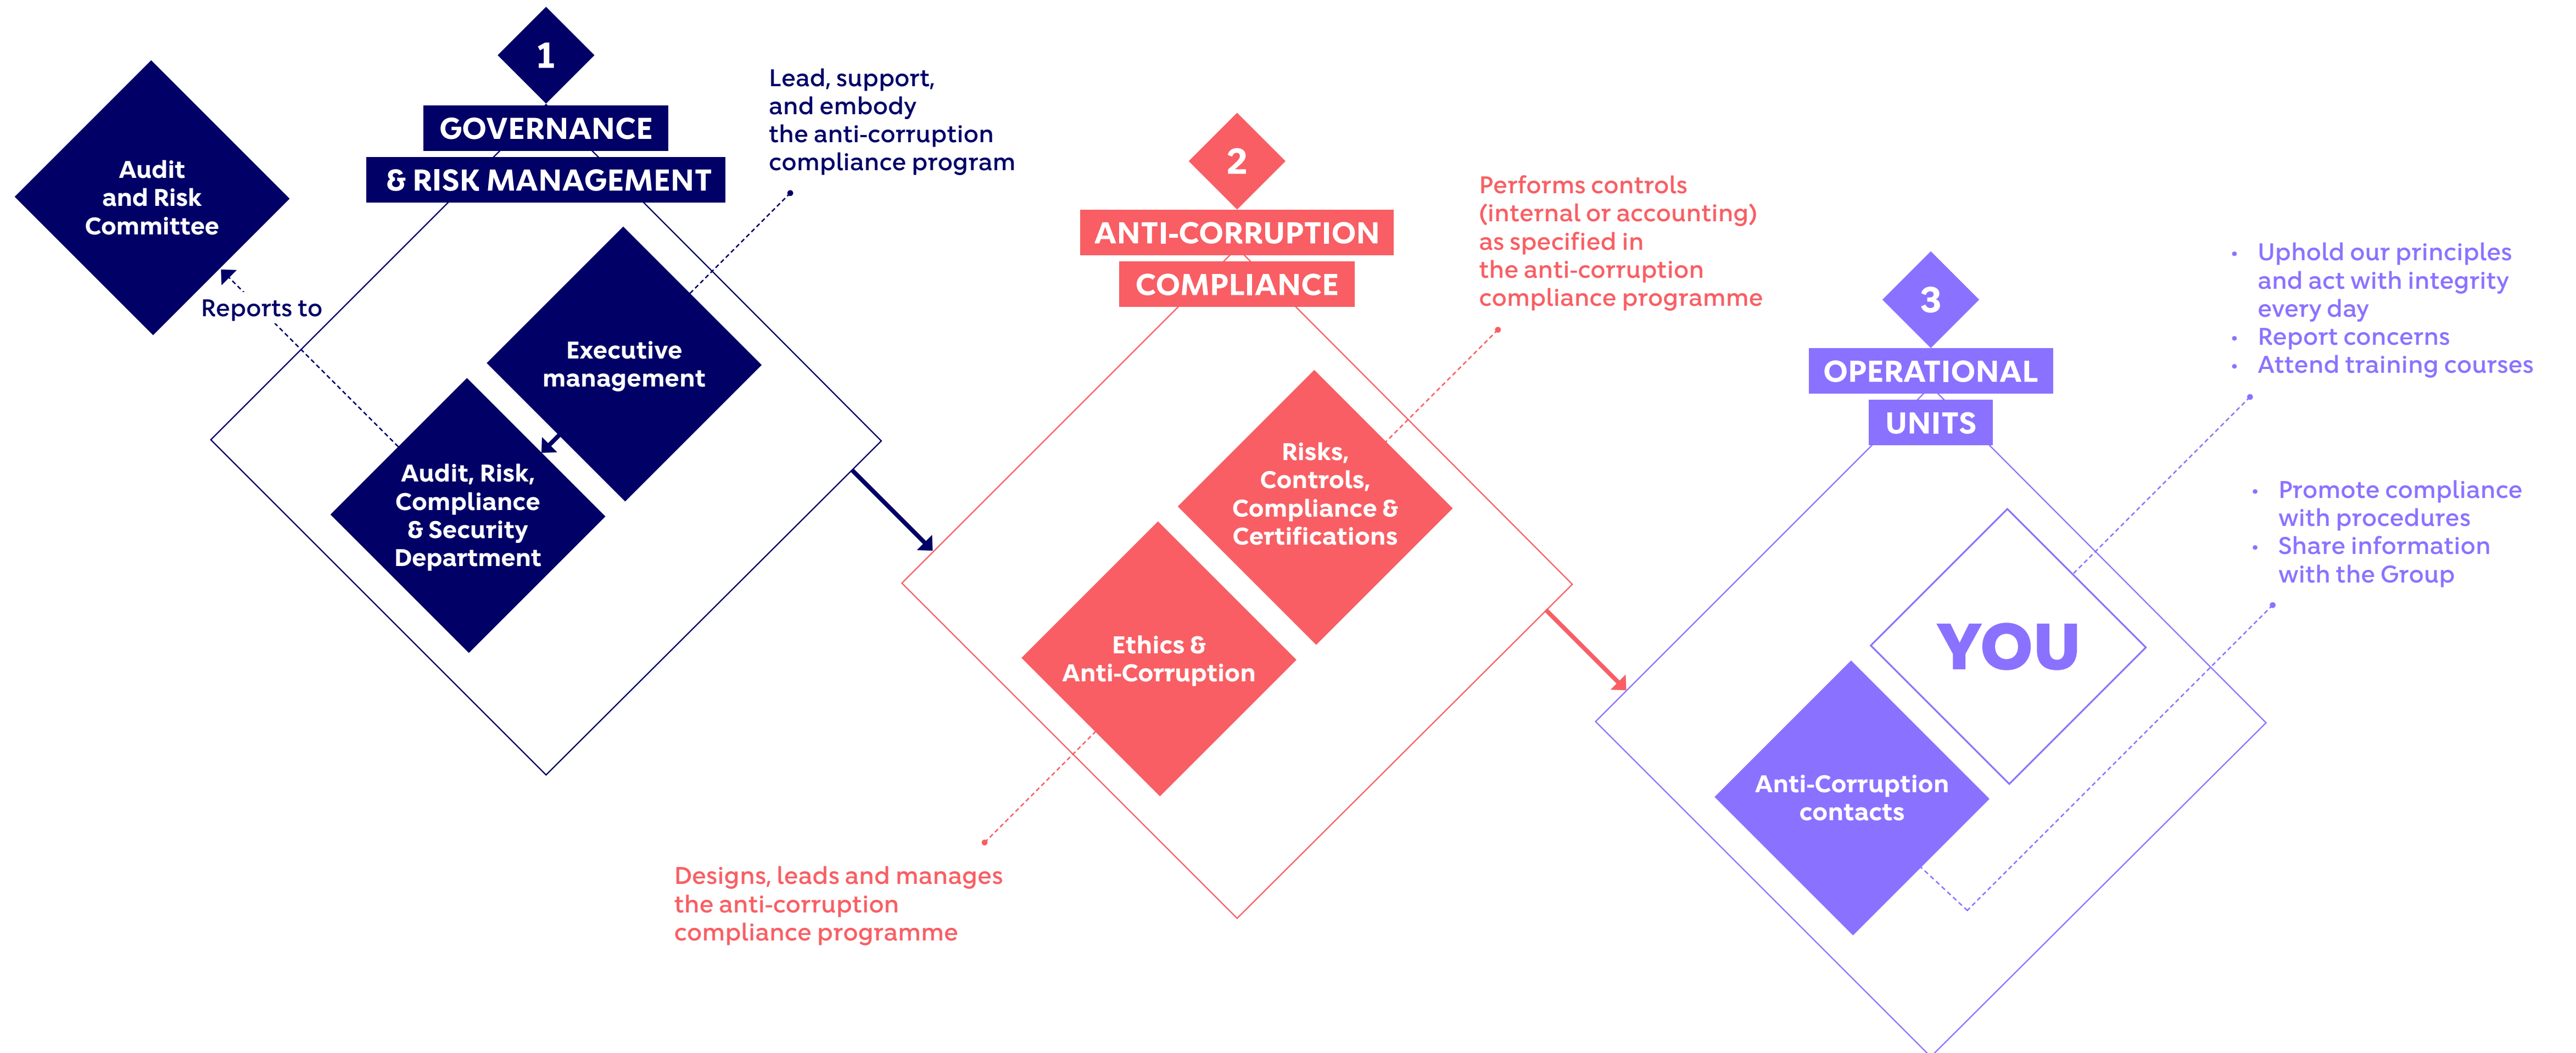 1
GOVERNANCE
& RISK MANAGEMENT
Audit
and Risk
Committee
Reports to
Lead, support,
and embody
the anti-corruption
compliance program
Executive
management
Audit, Risk,
Compliance
& Security
Department
2
ANTI-CORRUPTION
COMPLIANCE
Performs controls
(internal or accounting)
as specified in
the anti-corruption
compliance programme
Risks,
Controls,
Compliance &
Certifications
Ethics &
Anti-Corruption
Designs, leads and manages
the anti-corruption
compliance programme
3
OPERATIONAL
UNITS
• Uphold our principles
and act with integrity
every day
• Report concerns
• Attend training courses
• Promote compliance
with procedures
• Share information
with the Group
YOU
Anti-Corruption
contacts